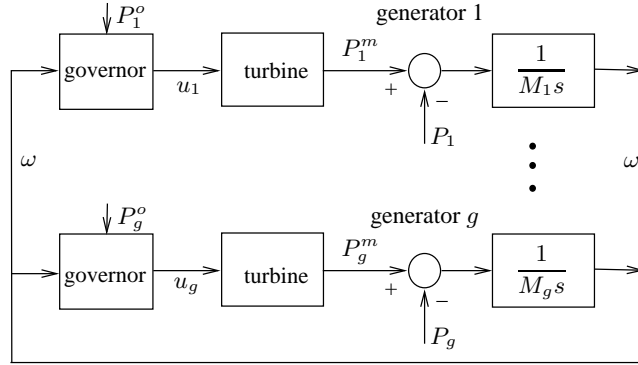 P_1^o
generator 1
governor
u_1
turbine
P_1^m
+
−
P_1
1
M_1 s
ω
ω
P_g^o
generator g
governor
u_g
turbine
P_g^m
+
−
P_g
1
M_g s